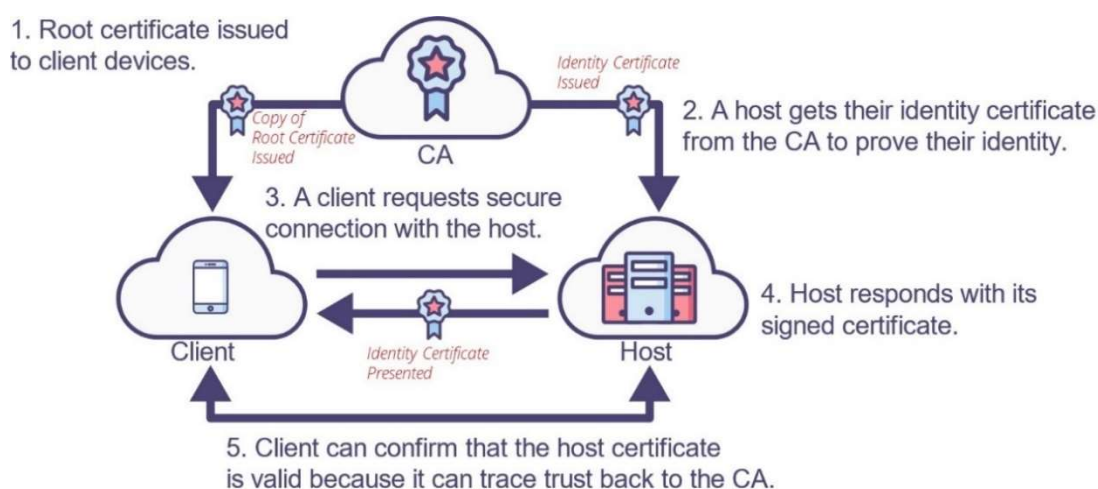 1. Root certificate issued
to client devices.
Identity Certificate
Issued
Copy of
Root Certificate
Issued
CA
2. A host gets their identity certificate
from the CA to prove their identity.
3. A client requests secure
connection with the host.
4. Host responds with its
signed certificate.
Client
Identity Certificate
Presented
Host
5. Client can confirm that the host certificate
is valid because it can trace trust back to the CA.